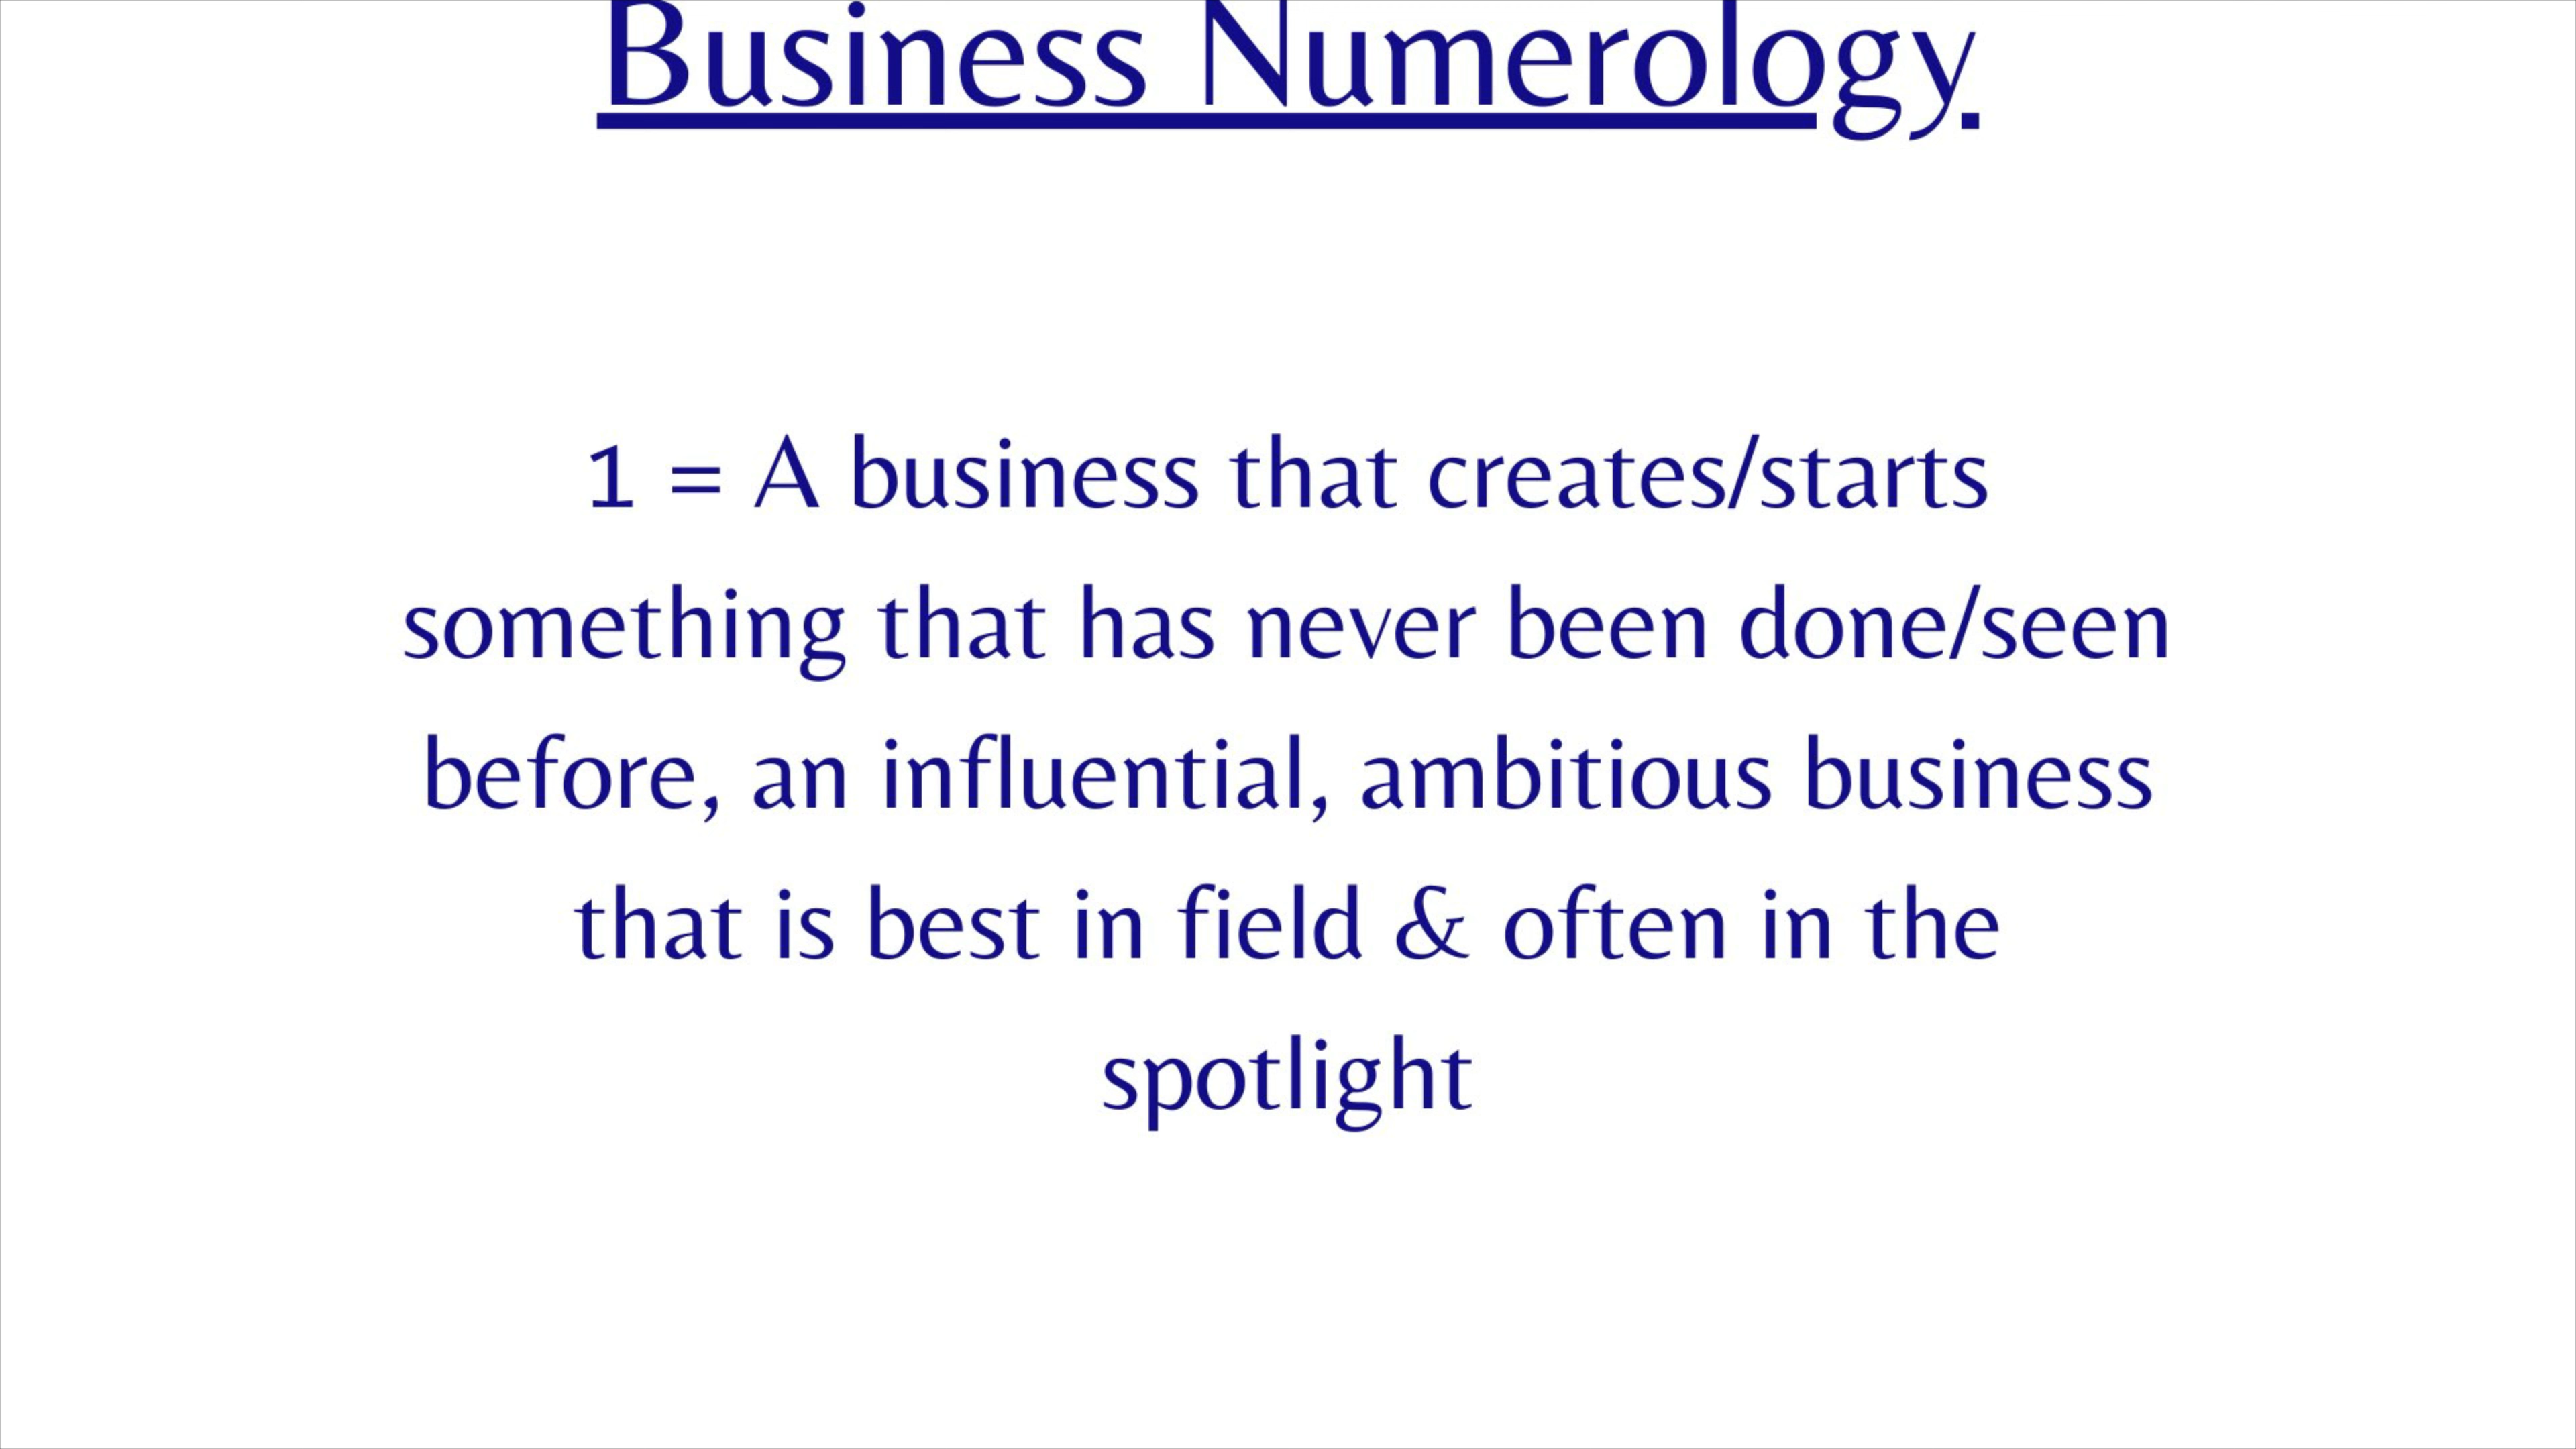 Business Numerology
1 = A business that creates/starts
something that has never been done/seen
before, an influential, ambitious business
that is best in field & often in the
spotlight